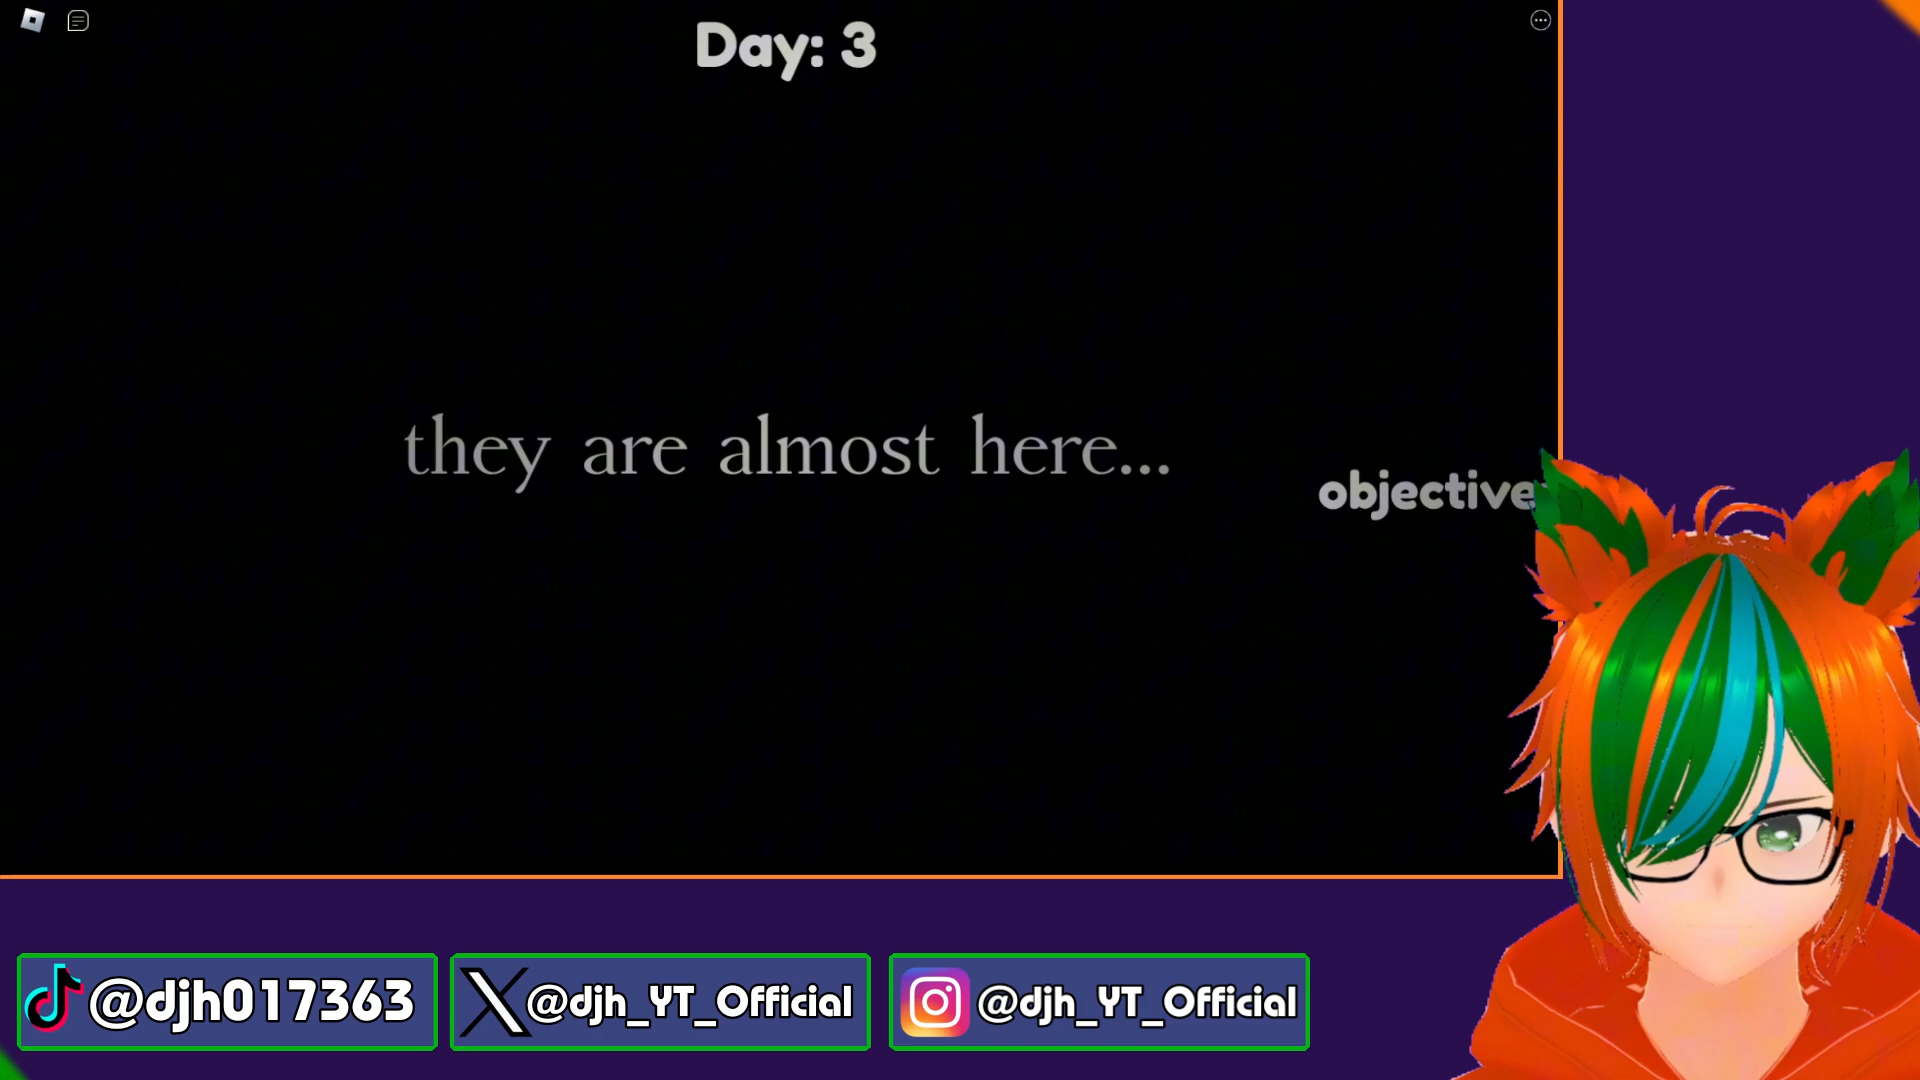 Day: 3
they are almost here...
objective
@djh017363
@djh_YT_Official
@djh_YT_Official